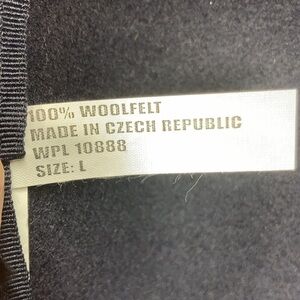 100% WOOLFELT
MADE IN CZECH REPUBLIC
WPL 10888
SIZE: L